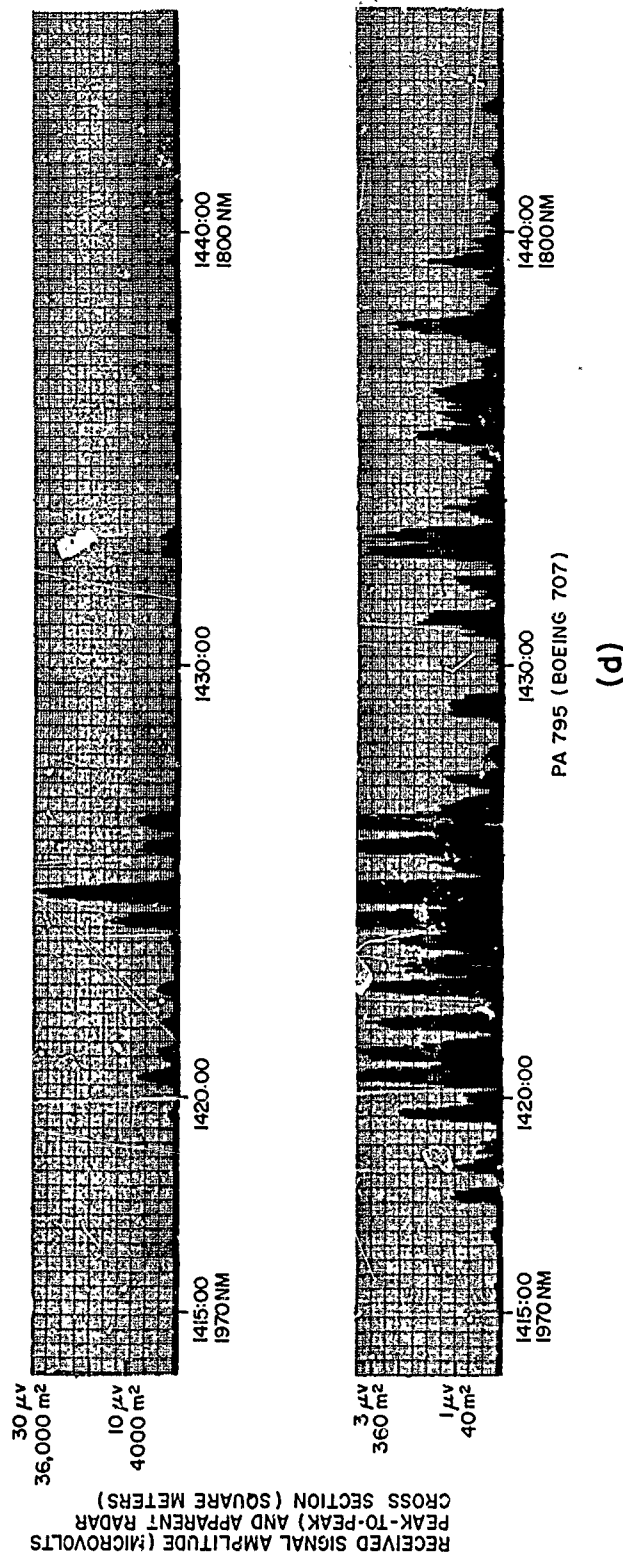 RECEIVED SIGNAL AMPLITUDE (MICROVOLTS
PEAK-TO-PEAK) AND APPARENT RADAR
CROSS SECTION (SQUARE METERS)
30 μv
36,000 m²
10 μv
4000 m²
1415:00
1970 NM
1420:00
1430:00
1440:00
1800 NM
3 μv
360 m²
1 μv
40 m²
1415:00
1970 NM
1420:00
1430:00
1440:00
1800 NM
PA 795 (BOEING 707)
(d)